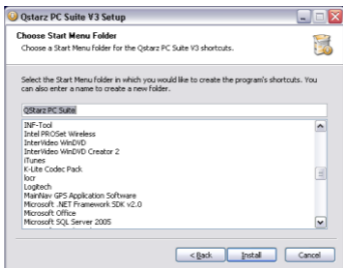 Qstarz PC Suite V3 Setup
Choose Start Menu Folder
Choose a Start Menu folder for the Qstarz PC Suite V3 shortcuts.
Select the Start Menu folder in which you would like to create the program's shortcuts. You
can also enter a name to create a new folder.
QStarz PC Suite
INF-Tool
Intel PROSet Wireless
InterVideo WinDVD
InterVideo WinDVD Creator 2
iTunes
K-Lite Codec Pack
locr
Logitech
MainNav GPS Application Software
Microsoft .NET Framework SDK v2.0
Microsoft Office
Microsoft SQL Server 2005
< Back
Install
Cancel